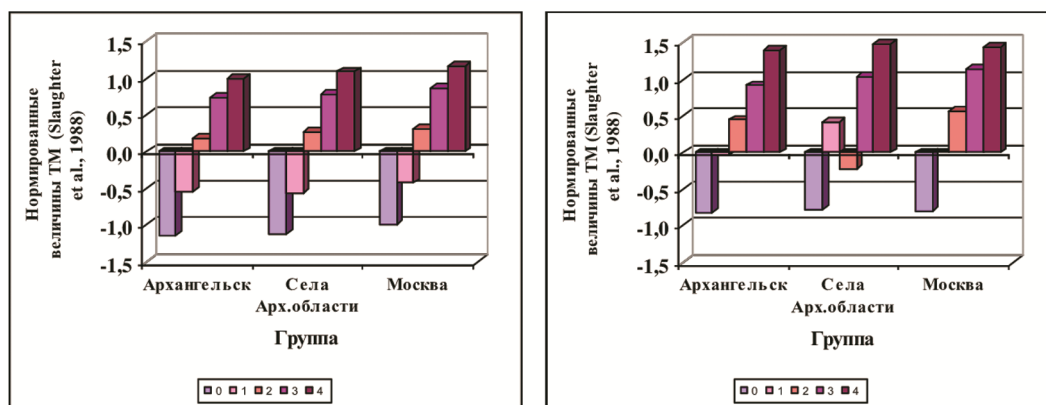 Нормированные
величины ТМ (Slaughter
et al., 1988)
1,5
1,0
0,5
0,0
-0,5
-1,0
-1,5
Архангельск
Села
Арх.области
Москва
Группа
0 1 2 3 4
Нормированные
величины ТМ (Slaughter
et al., 1988)
1,5
1,0
0,5
0,0
-0,5
-1,0
-1,5
Архангельск
Села
Арх.области
Москва
Группа
0 1 2 3 4